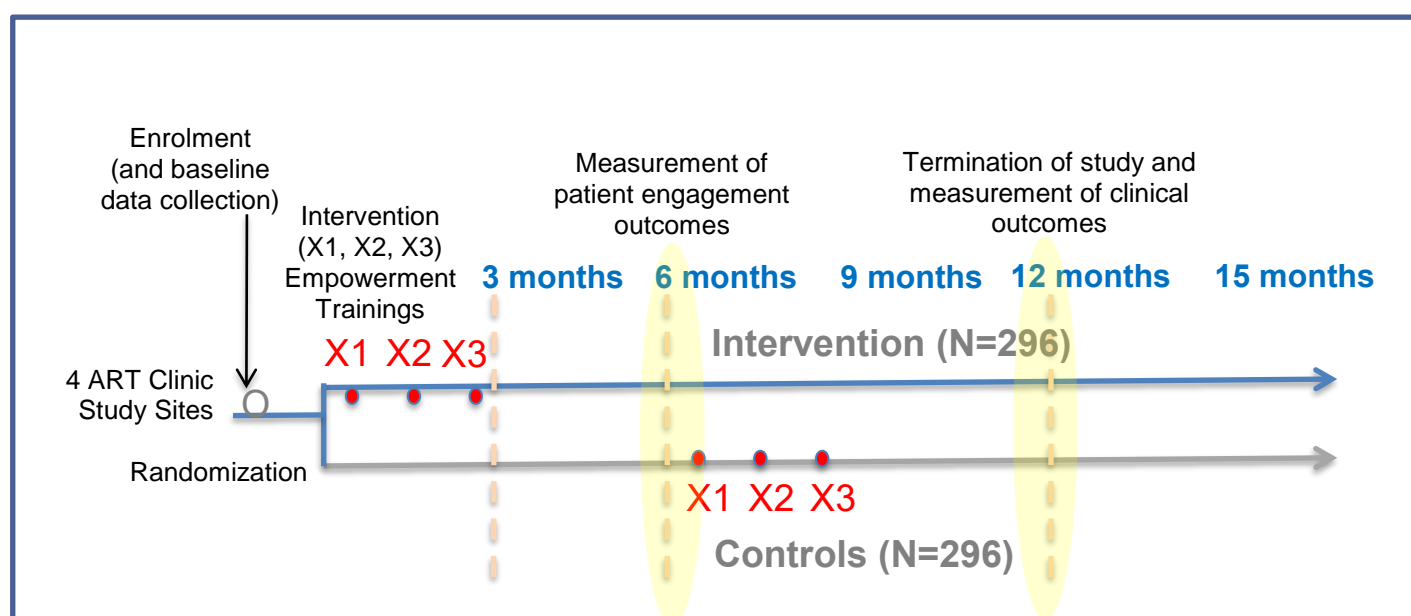 Enrolment
(and baseline
data collection)
Intervention
(X1, X2, X3)
Empowerment
Trainings
Measurement of
patient engagement
outcomes
Termination of study and
measurement of clinical
outcomes
3 months
6 months
9 months
12 months
15 months
X1 X2 X3
Intervention (N=296)
4 ART Clinic
Study Sites
O
Randomization
X1 X2 X3
Controls (N=296)